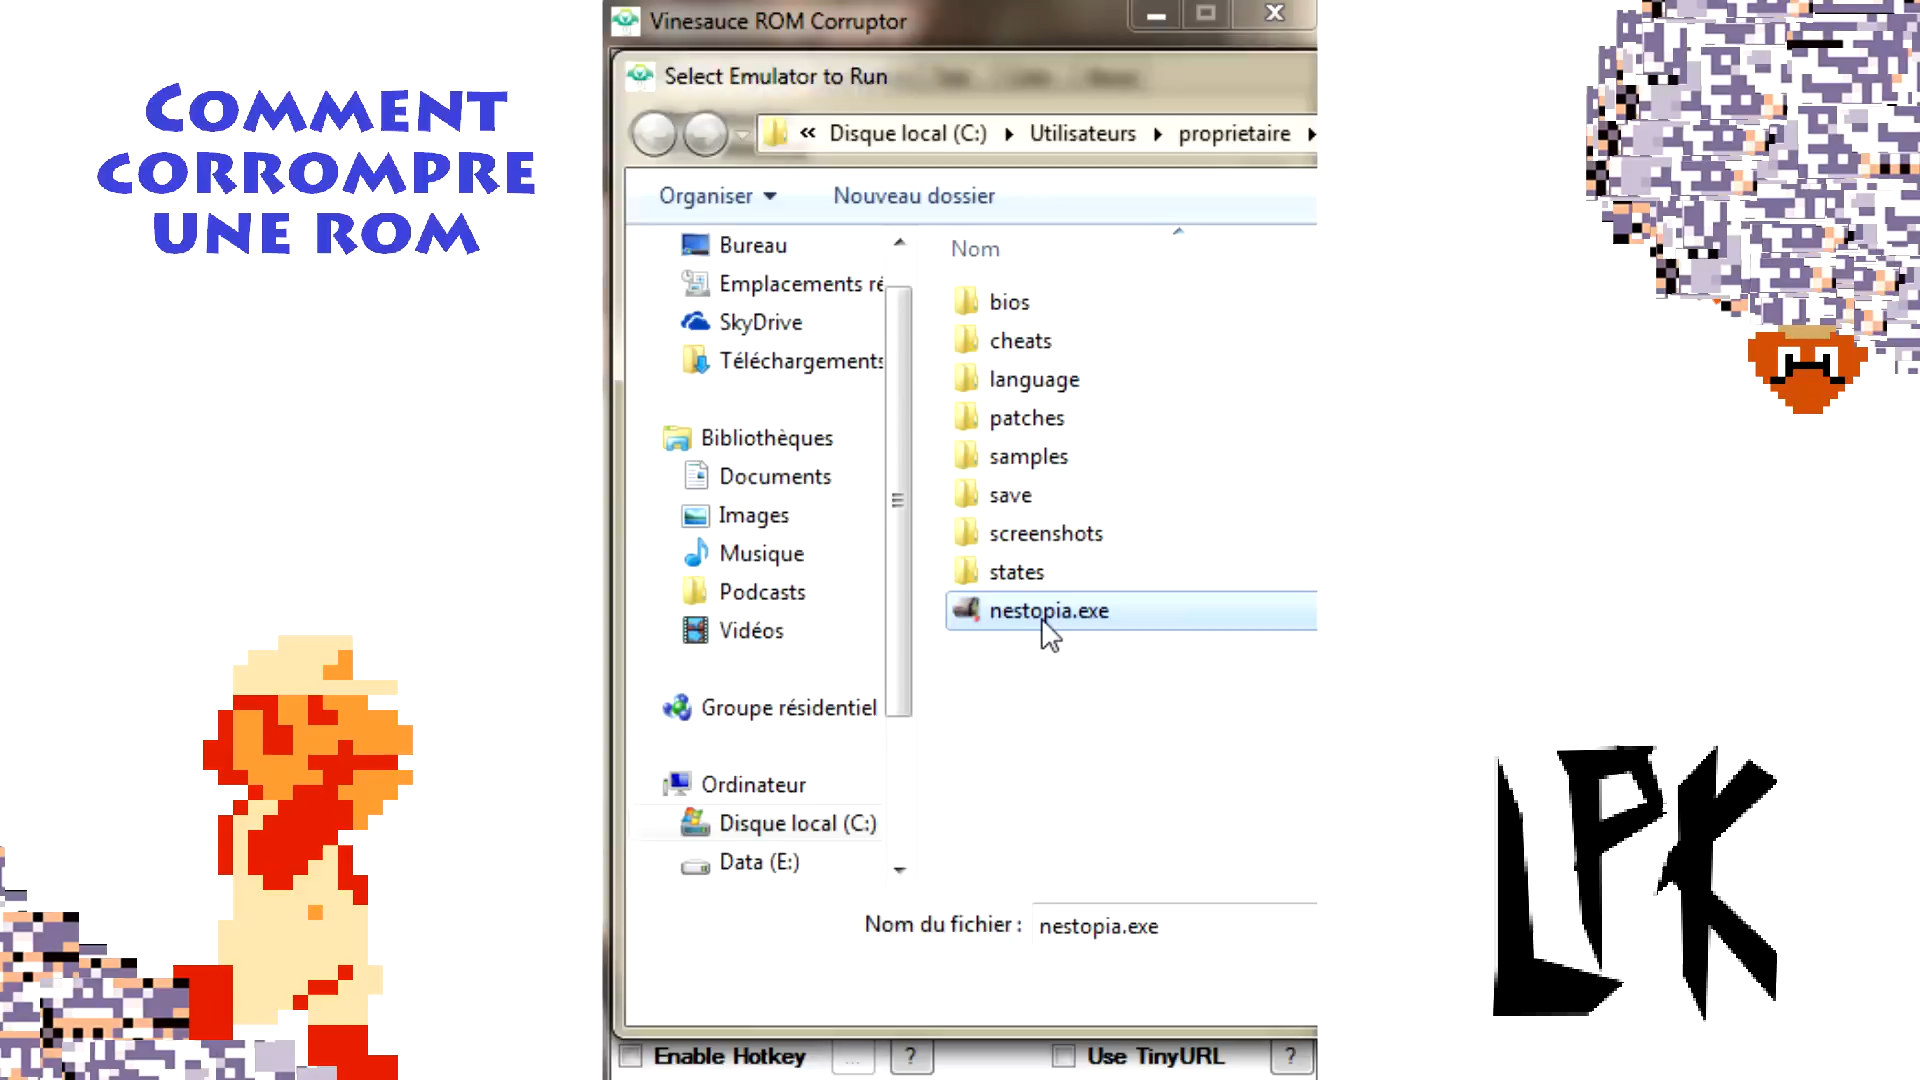 COMMENT
CORROMPRE
UNE ROM
Vinesauce ROM Corruptor
Select Emulator to Run
« Disque local (C:) Utilisateurs proprietaire
Organiser Nouveau dossier
Bureau
Emplacements ré
SkyDrive
Téléchargements
Bibliothèques
Documents
Images
Musique
Podcasts
Vidéos
Groupe résidentiel
Ordinateur
Disque local (C:)
Data (E:)
Nom
bios
cheats
language
patches
samples
save
screenshots
states
nestopia.exe
Nom du fichier : nestopia.exe
Enable Hotkey ... ? Use TinyURL ?
LPK